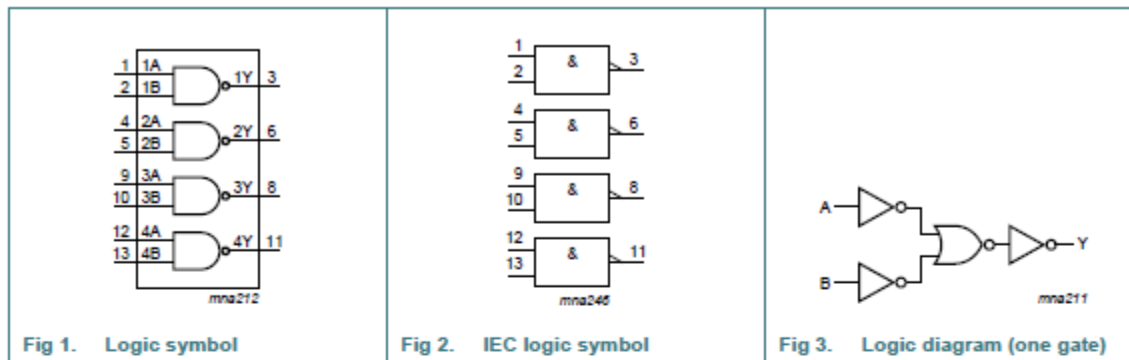 1 1A
2 1B
1Y 3
4 2A
5 2B
2Y 6
9 3A
10 3B
3Y 8
12 4A
13 4B
4Y 11
mna212
Fig 1. Logic symbol
1
2
&
3
4
5
&
6
9
10
&
8
12
13
&
11
mna246
Fig 2. IEC logic symbol
A
B
Y
mna211
Fig 3. Logic diagram (one gate)